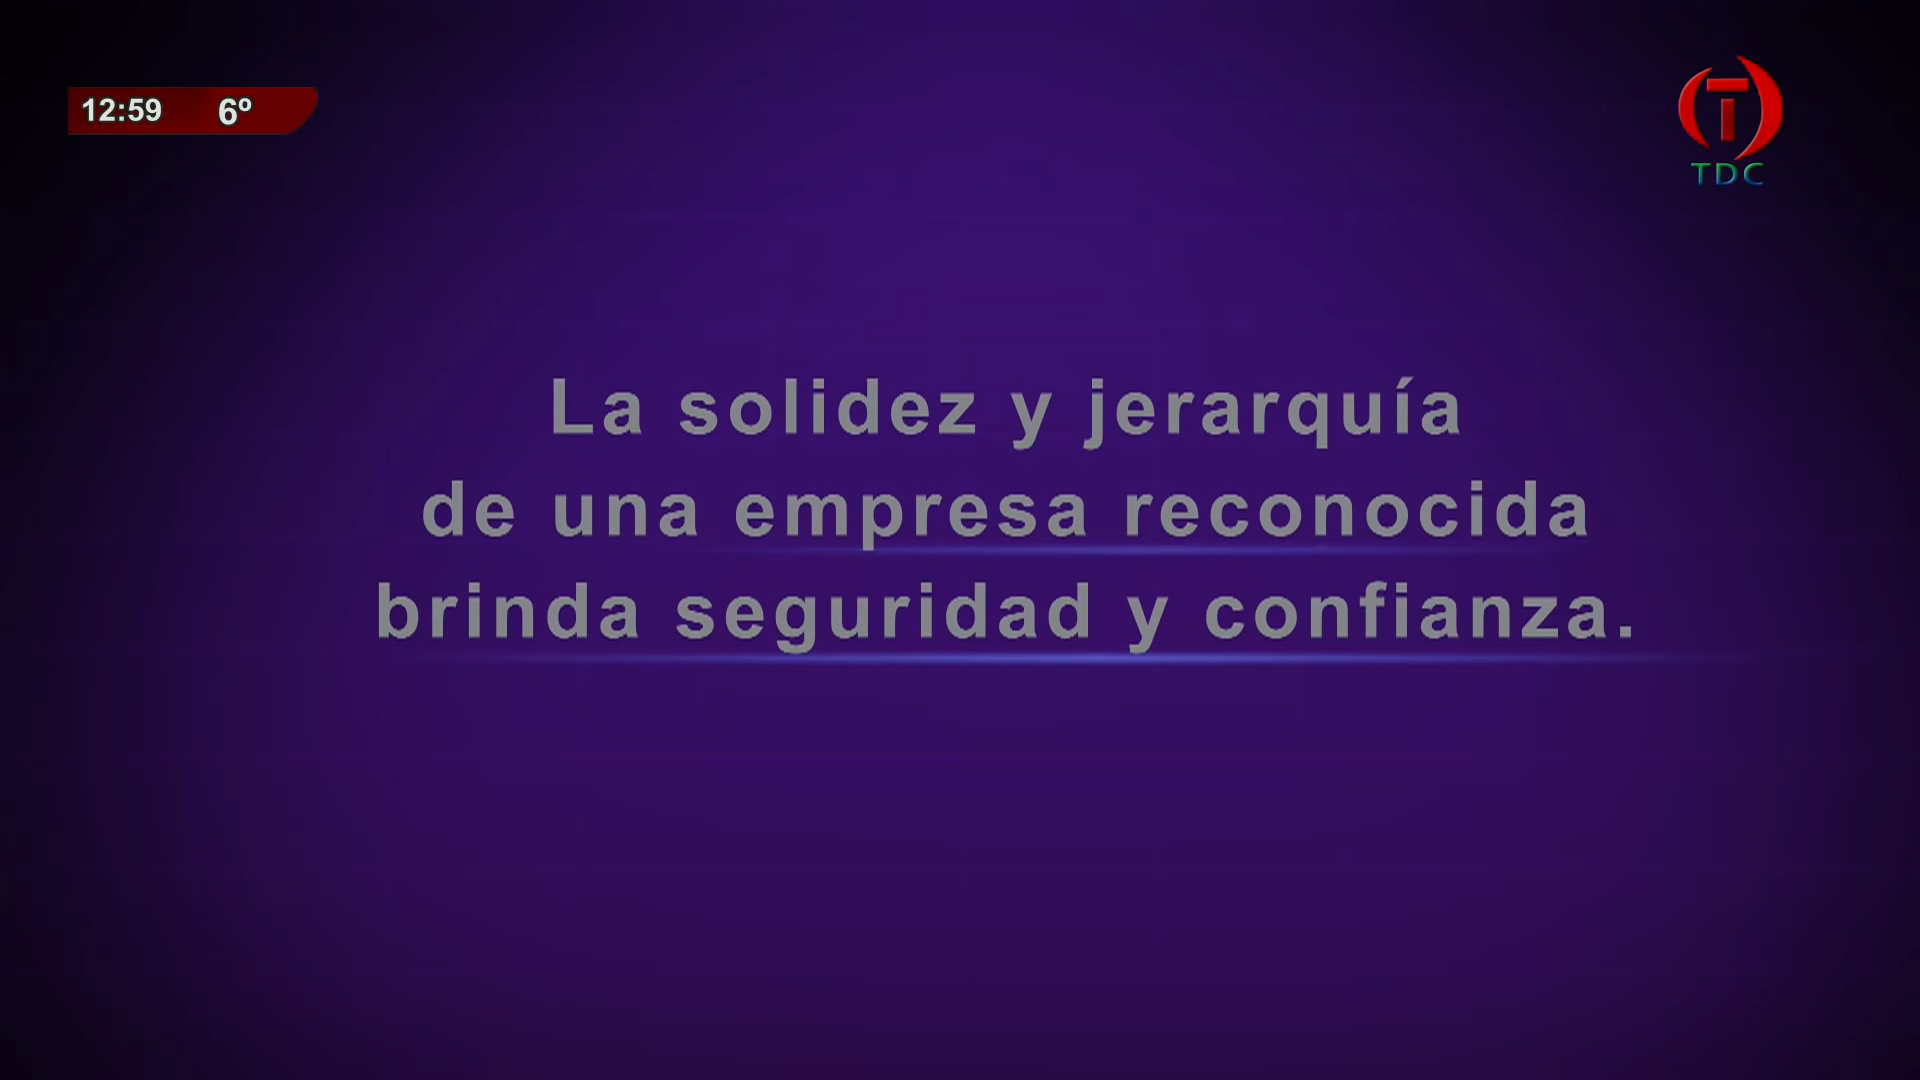 12:59 6º
T
TDC
La solidez y jerarquía
de una empresa reconocida
brinda seguridad y confianza.